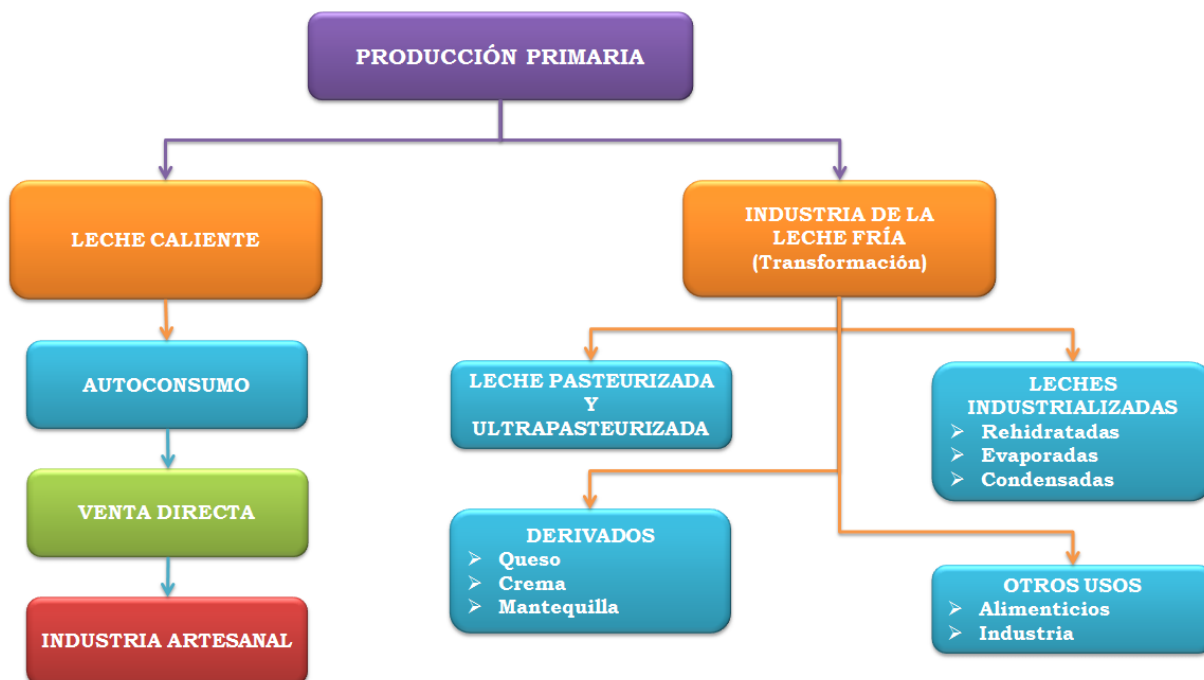 PRODUCCIÓN PRIMARIA
LECHE CALIENTE
AUTOCONSUMO
VENTA DIRECTA
INDUSTRIA ARTESANAL
INDUSTRIA DE LA
LECHE FRÍA
(Transformación)
LECHE PASTEURIZADA
Y
ULTRAPASTEURIZADA
LECHES
INDUSTRIALIZADAS
➢ Rehidratadas
➢ Evaporadas
➢ Condensadas
DERIVADOS
➢ Queso
➢ Crema
➢ Mantequilla
OTROS USOS
➢ Alimenticios
➢ Industria